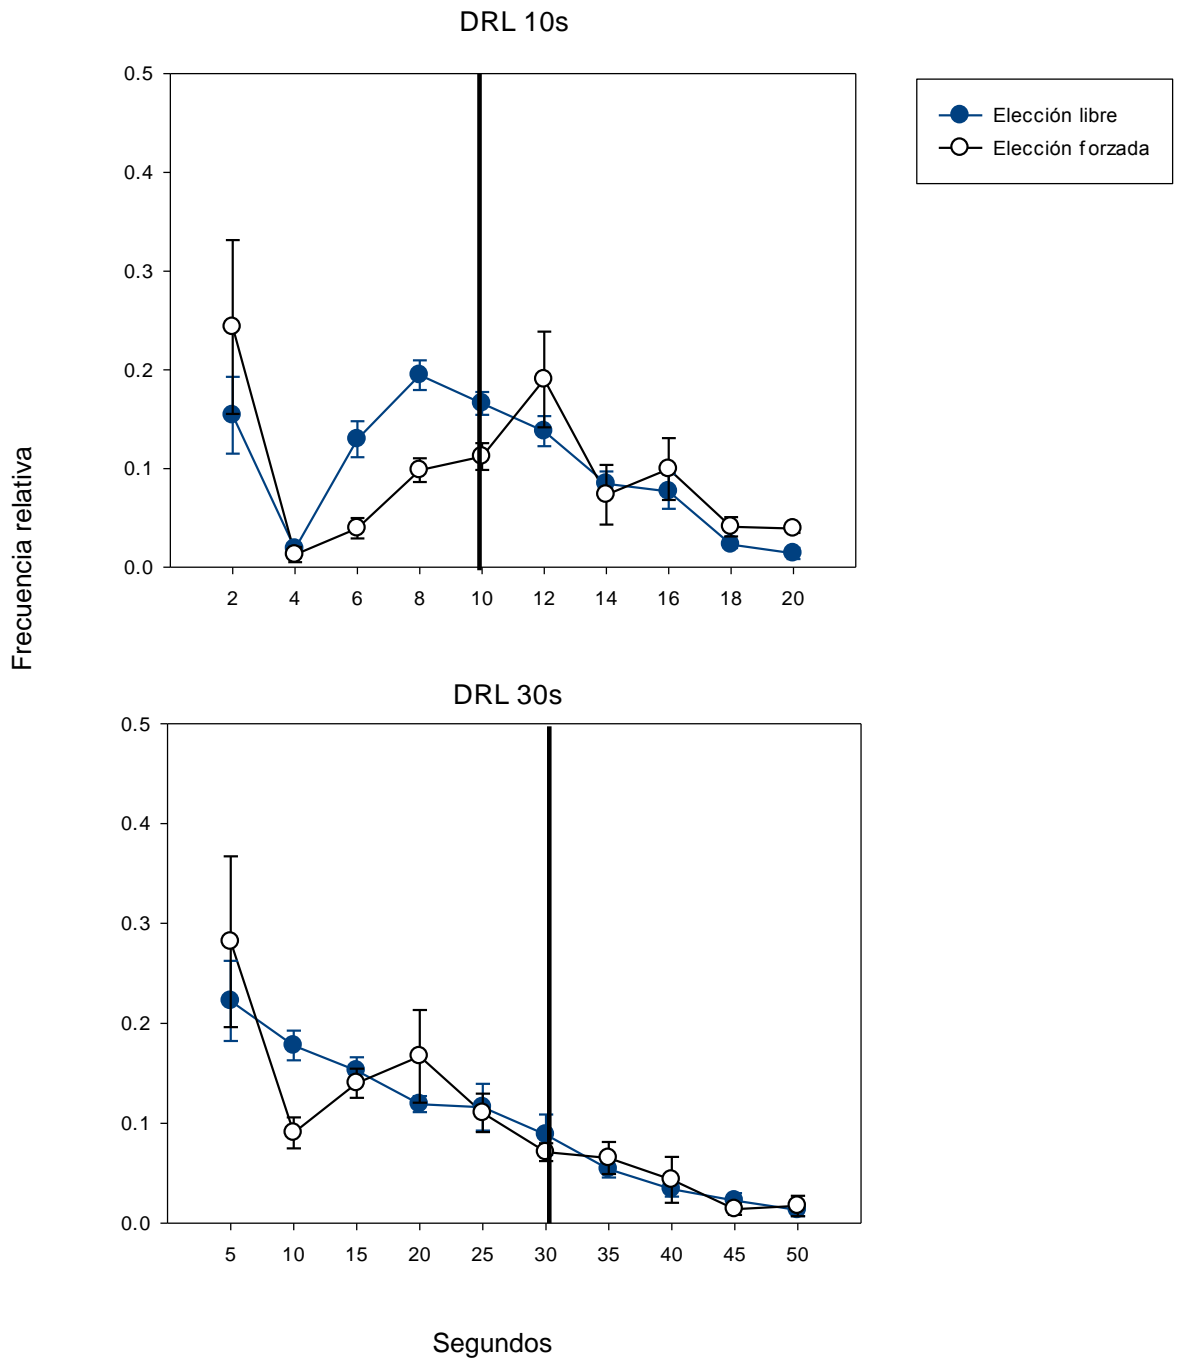 DRL 10s
0.5
0.4
0.3
0.2
0.1
0.0
2 4 6 8 10 12 14 16 18 20
Elección libre
Elección forzada
Frecuencia relativa
DRL 30s
0.5
0.4
0.3
0.2
0.1
0.0
5 10 15 20 25 30 35 40 45 50
Segundos